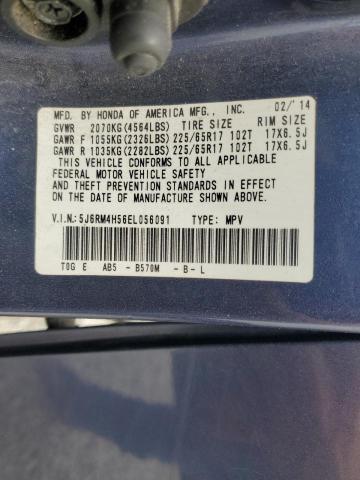 MFD. BY HONDA OF AMERICA MFG., INC. 02/'14
GVWR 2070KG(4564LBS) TIRE SIZE RIM SIZE
GAWR F 1055KG(2326LBS) 225/65R17 102T 17X6.5J
GAWR R 1035KG(2282LBS) 225/65R17 102T 17X6.5J
THIS VEHICLE CONFORMS TO ALL APPLICABLE
FEDERAL MOTOR VEHICLE SAFETY
AND THEFT PREVENTION STANDARDS IN EFFECT
ON THE DATE OF MANUFACTURE SHOWN ABOVE.
V.I.N.:5J6RM4H56EL056091 TYPE: MPV
T0G E AB5 - B570M - B - L